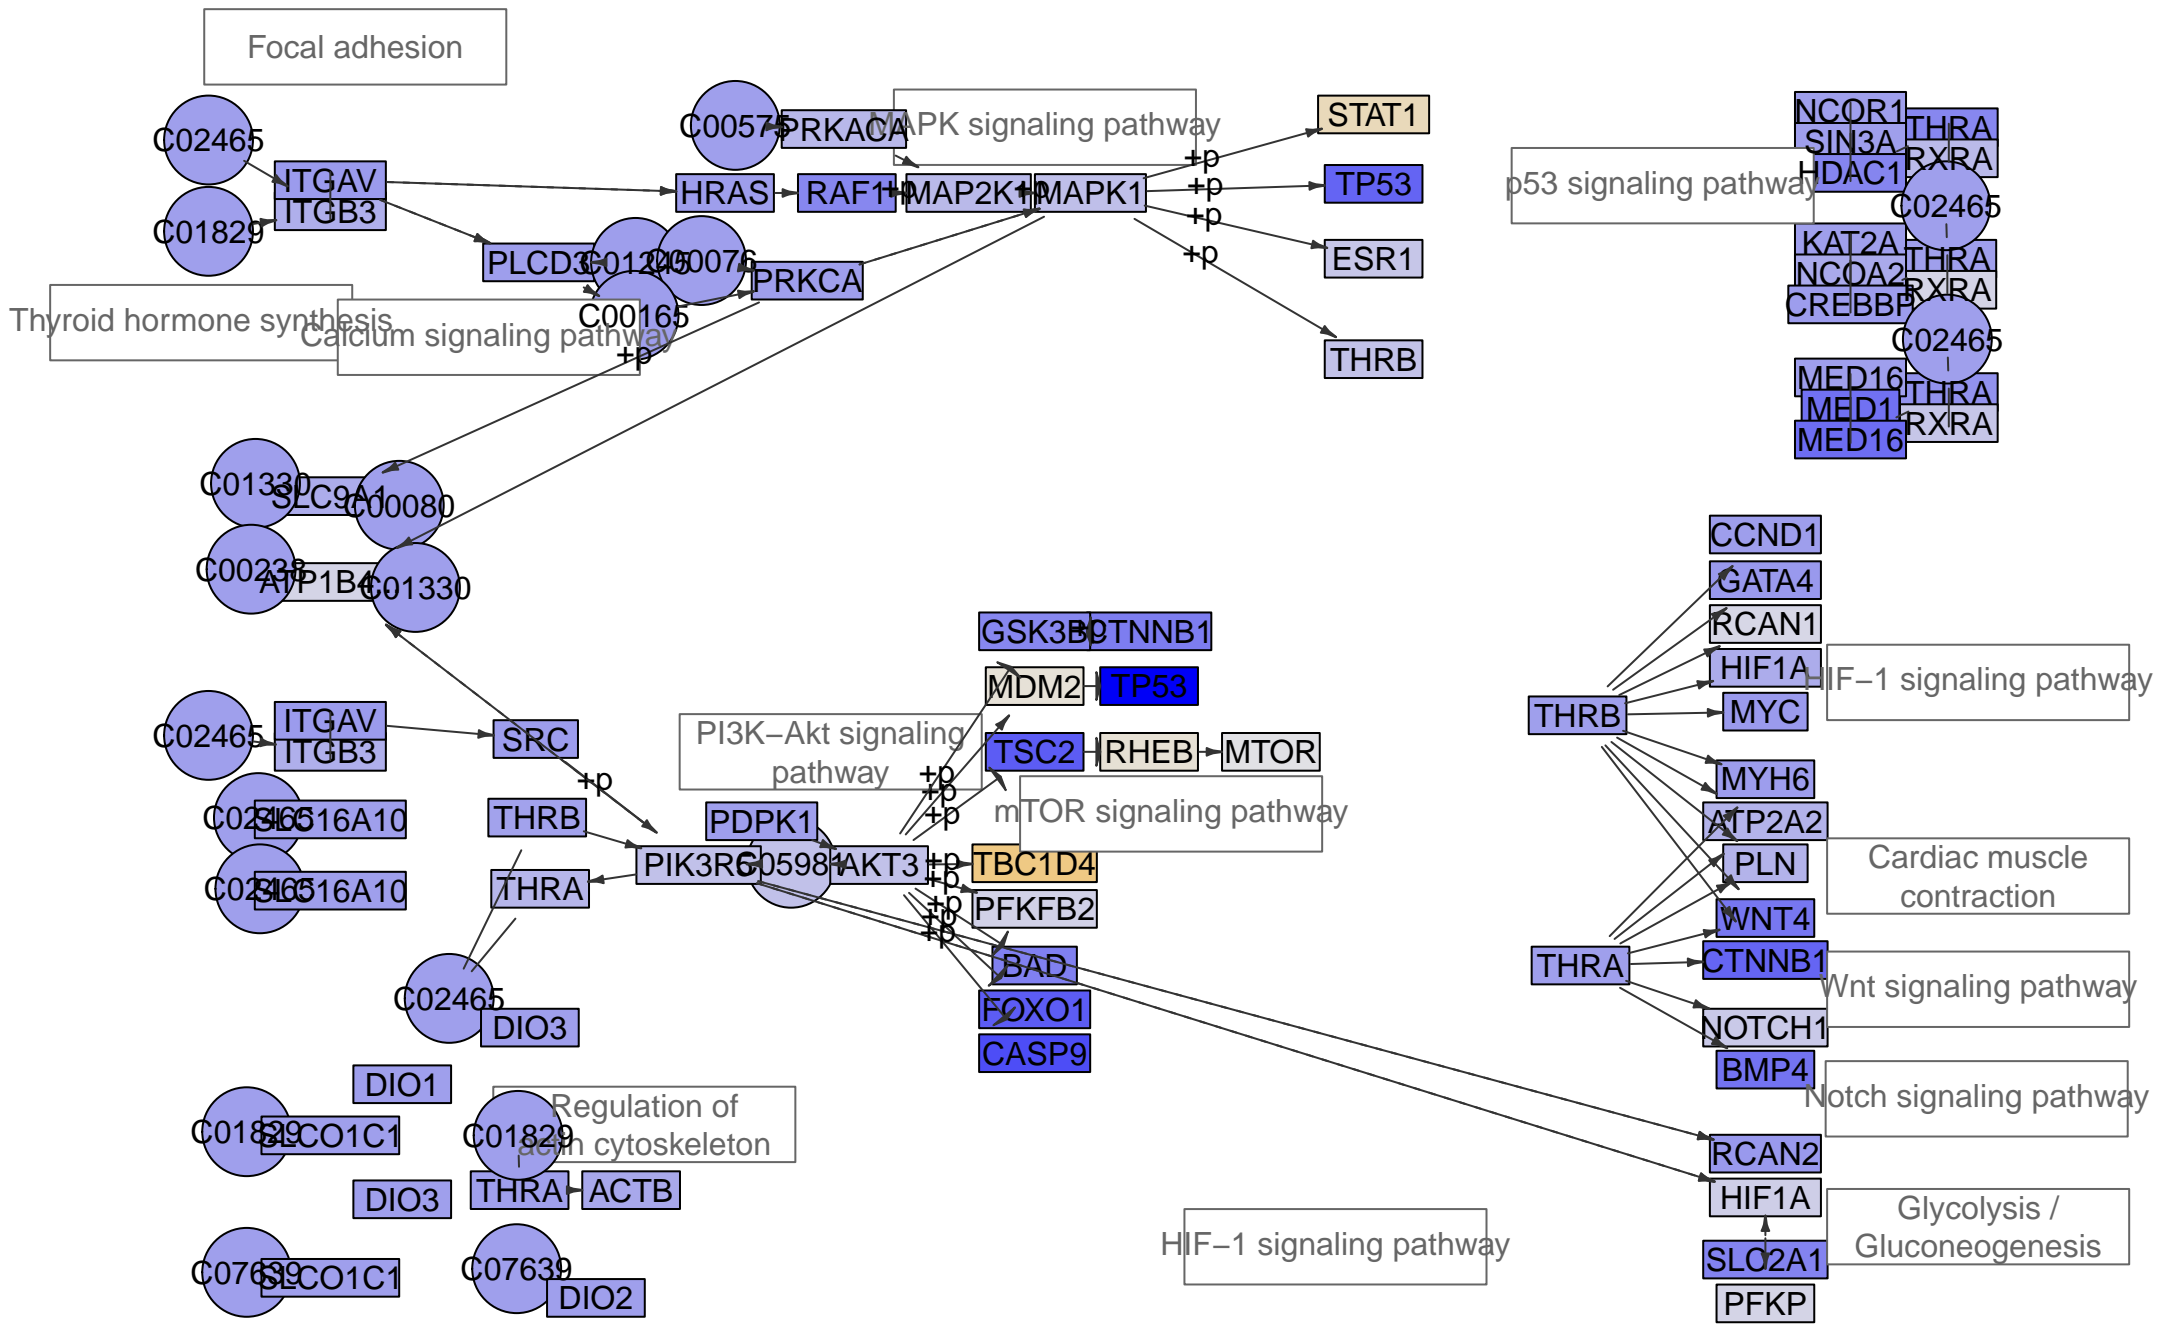 Focal adhesion
C02465
ITGAV
ITGB3
C01829
C00575
PRKACA
MAPK signaling pathway
HRAS
RAF1
+p
MAP2K1
+p
MAPK1
+p
+p
+p
+p
STAT1
TP53
ESR1
THRB
PLCD3
C01245
C00076
C00165
PRKCA
Thyroid hormone synthesis
Calcium signaling pathway
+p
NCOR1
SIN3A
HDAC1
THRA
RXRA
p53 signaling pathway
C02465
KAT2A
NCOA2
CREBBP
THRA
RXRA
C02465
MED16
MED1
MED16
THRA
RXRA
C01330
SLC9A1
C00080
C00238
ATP1B4...
C01330
GSK3B
+p
CTNNB1
MDM2
TP53
TSC2
RHEB
MTOR
PI3K−Akt signaling
pathway
mTOR signaling pathway
+p
+p
+p
C02465
ITGAV
ITGB3
SRC
+p
C02465
SLC16A10
C02465
SLC16A10
THRB
THRA
PDPK1
PIK3R6
C05981
AKT3
+p
+p
+p
+p
+p
TBC1D4
PFKFB2
BAD
FOXO1
CASP9
C02465
DIO3
DIO1
Regulation of
actin cytoskeleton
C01829
SLCO1C1
C01829
DIO3
THRA
ACTB
C07639
SLCO1C1
C07639
DIO2
CCND1
GATA4
RCAN1
HIF1A
MYC
HIF−1 signaling pathway
THRB
MYH6
ATP2A2
PLN
Cardiac muscle
contraction
WNT4
THRA
CTNNB1
Wnt signaling pathway
NOTCH1
BMP4
Notch signaling pathway
RCAN2
HIF1A
Glycolysis /
Gluconeogenesis
SLC2A1
PFKP
HIF−1 signaling pathway